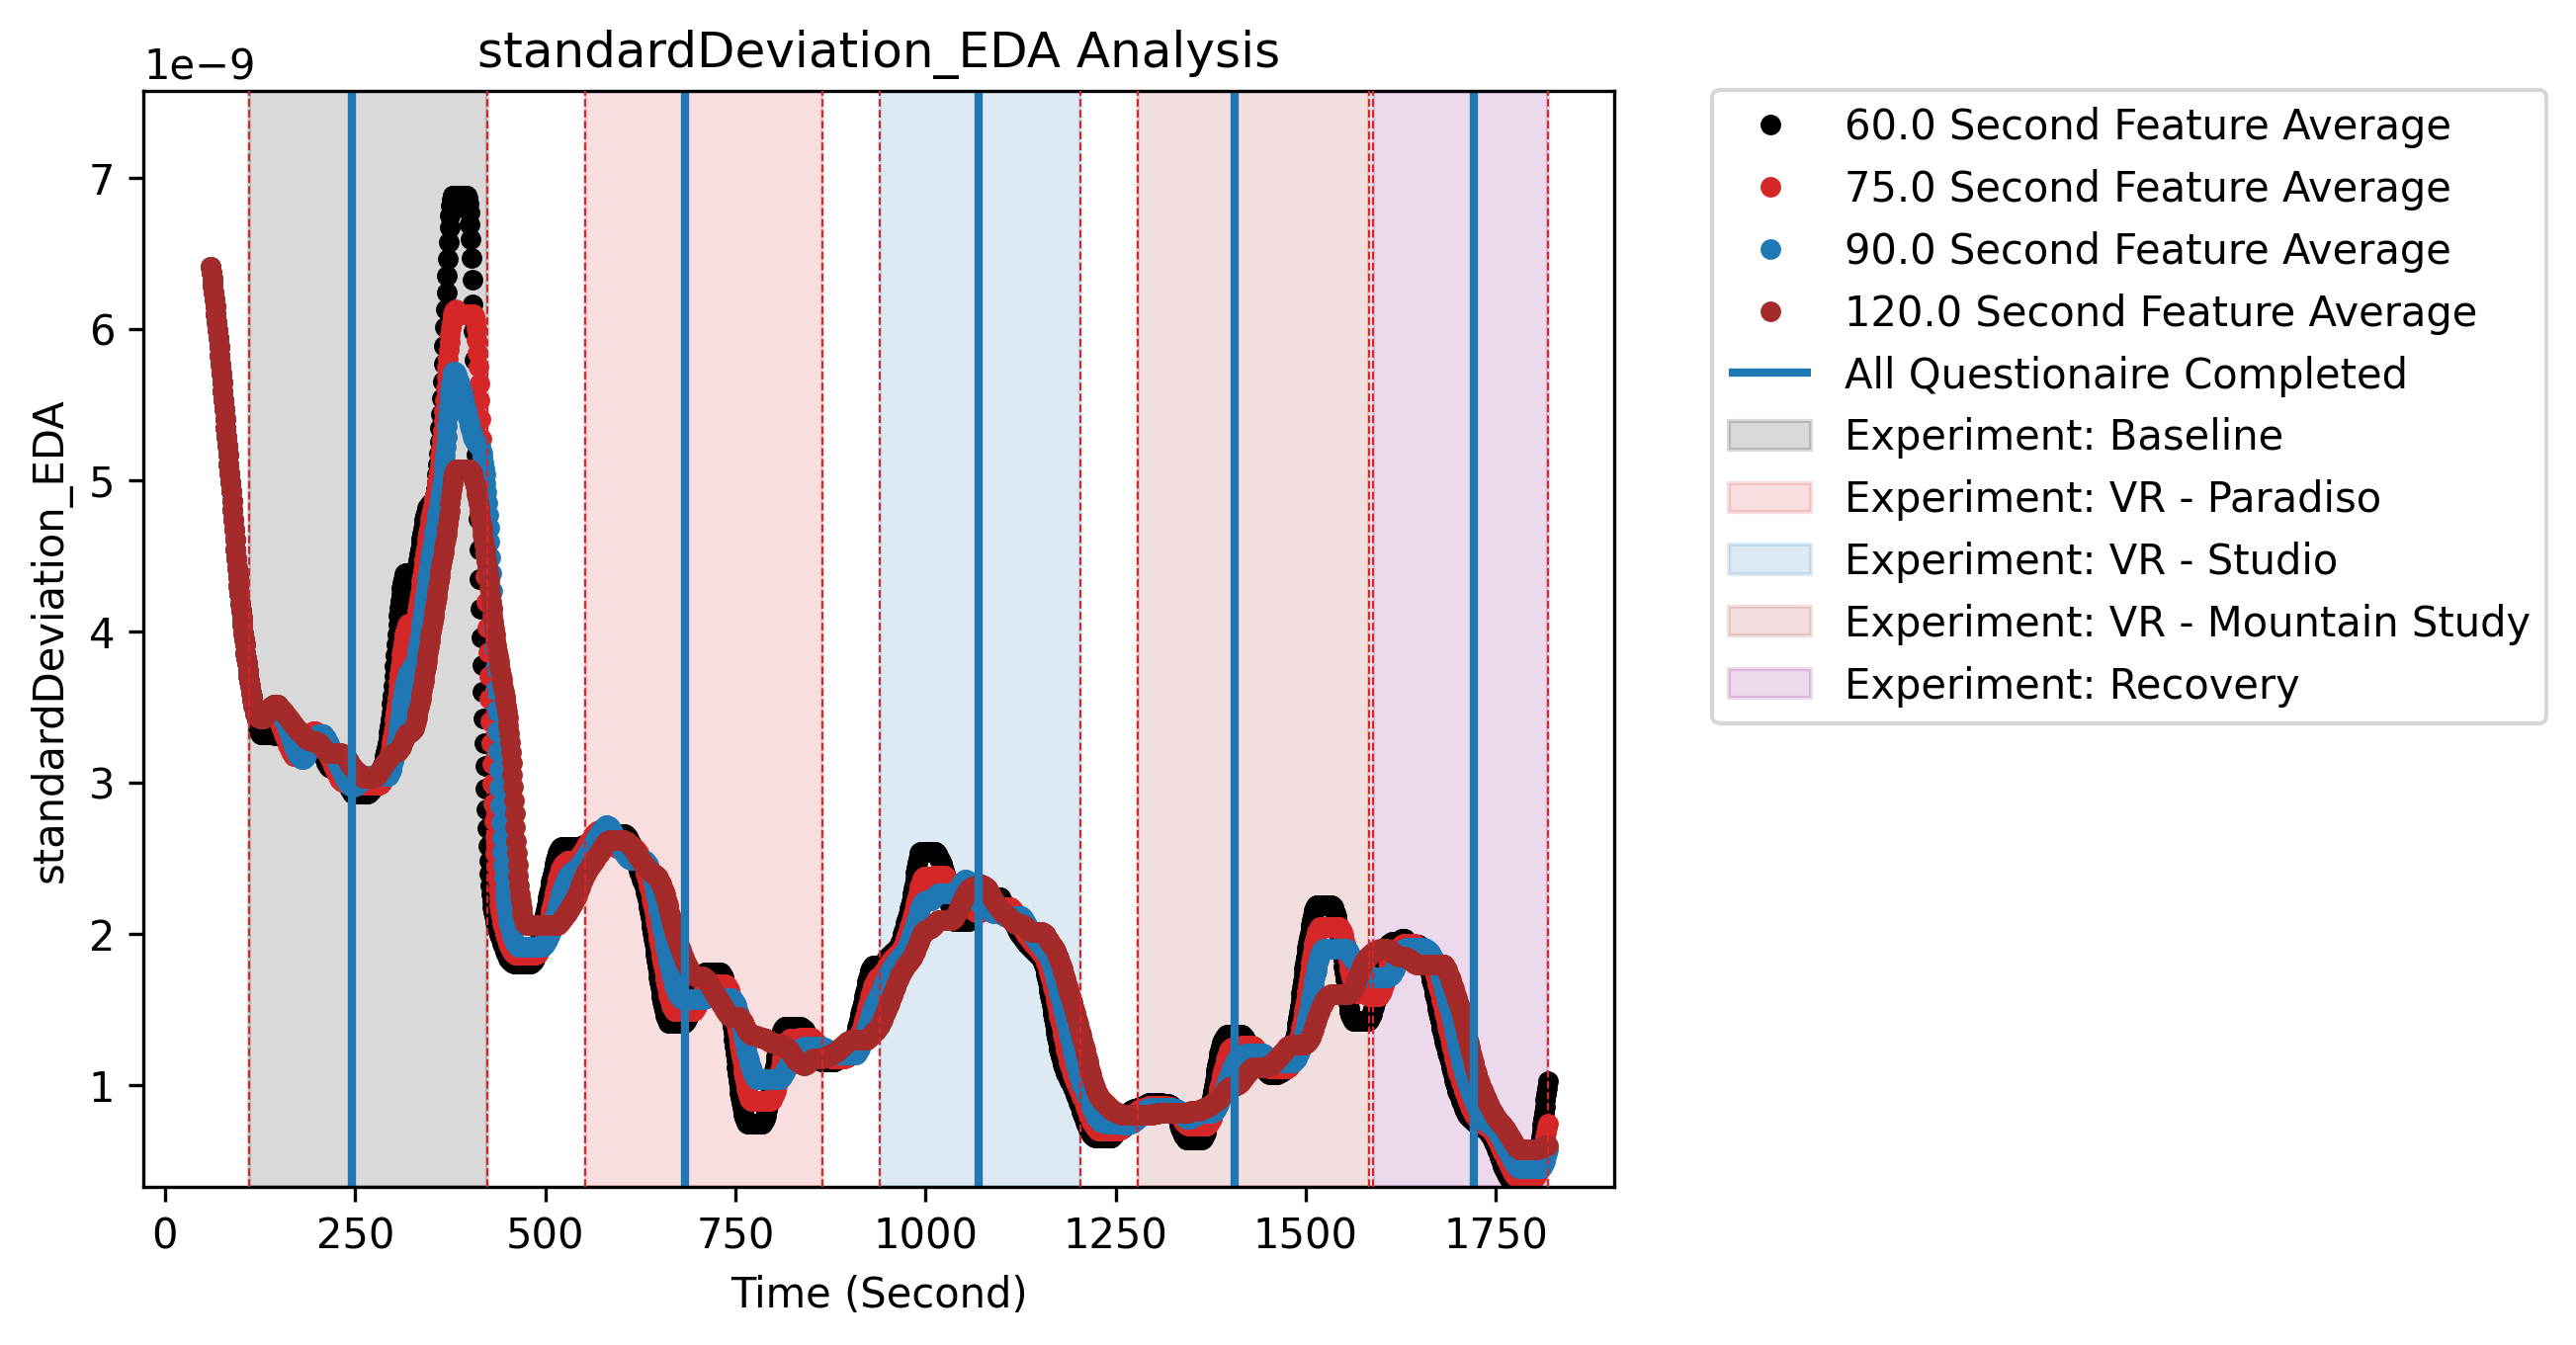 standardDeviation_EDA Analysis
1e−9
7
6
5
4
3
2
1
standardDeviation_EDA
0 250 500 750 1000 1250 1500 1750
Time (Second)
60.0 Second Feature Average
75.0 Second Feature Average
90.0 Second Feature Average
120.0 Second Feature Average
All Questionaire Completed
Experiment: Baseline
Experiment: VR - Paradiso
Experiment: VR - Studio
Experiment: VR - Mountain Study
Experiment: Recovery